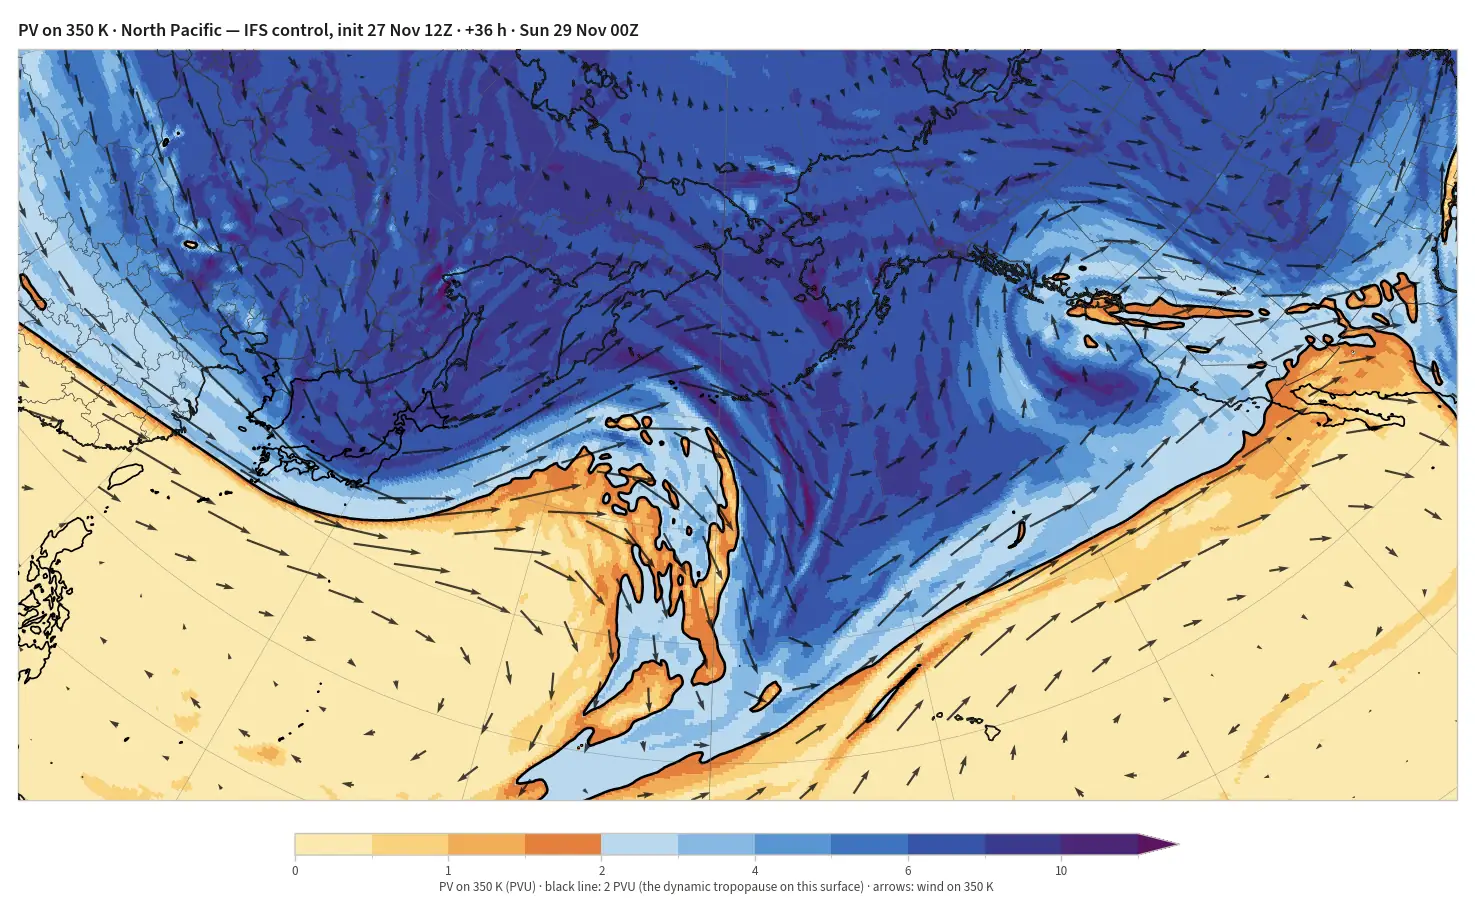 PV on 350 K · North Pacific — IFS control, init 27 Nov 12Z · +36 h · Sun 29 Nov 00Z
0 1 2 4 6 10
PV on 350 K (PVU) · black line: 2 PVU (the dynamic tropopause on this surface) · arrows: wind on 350 K